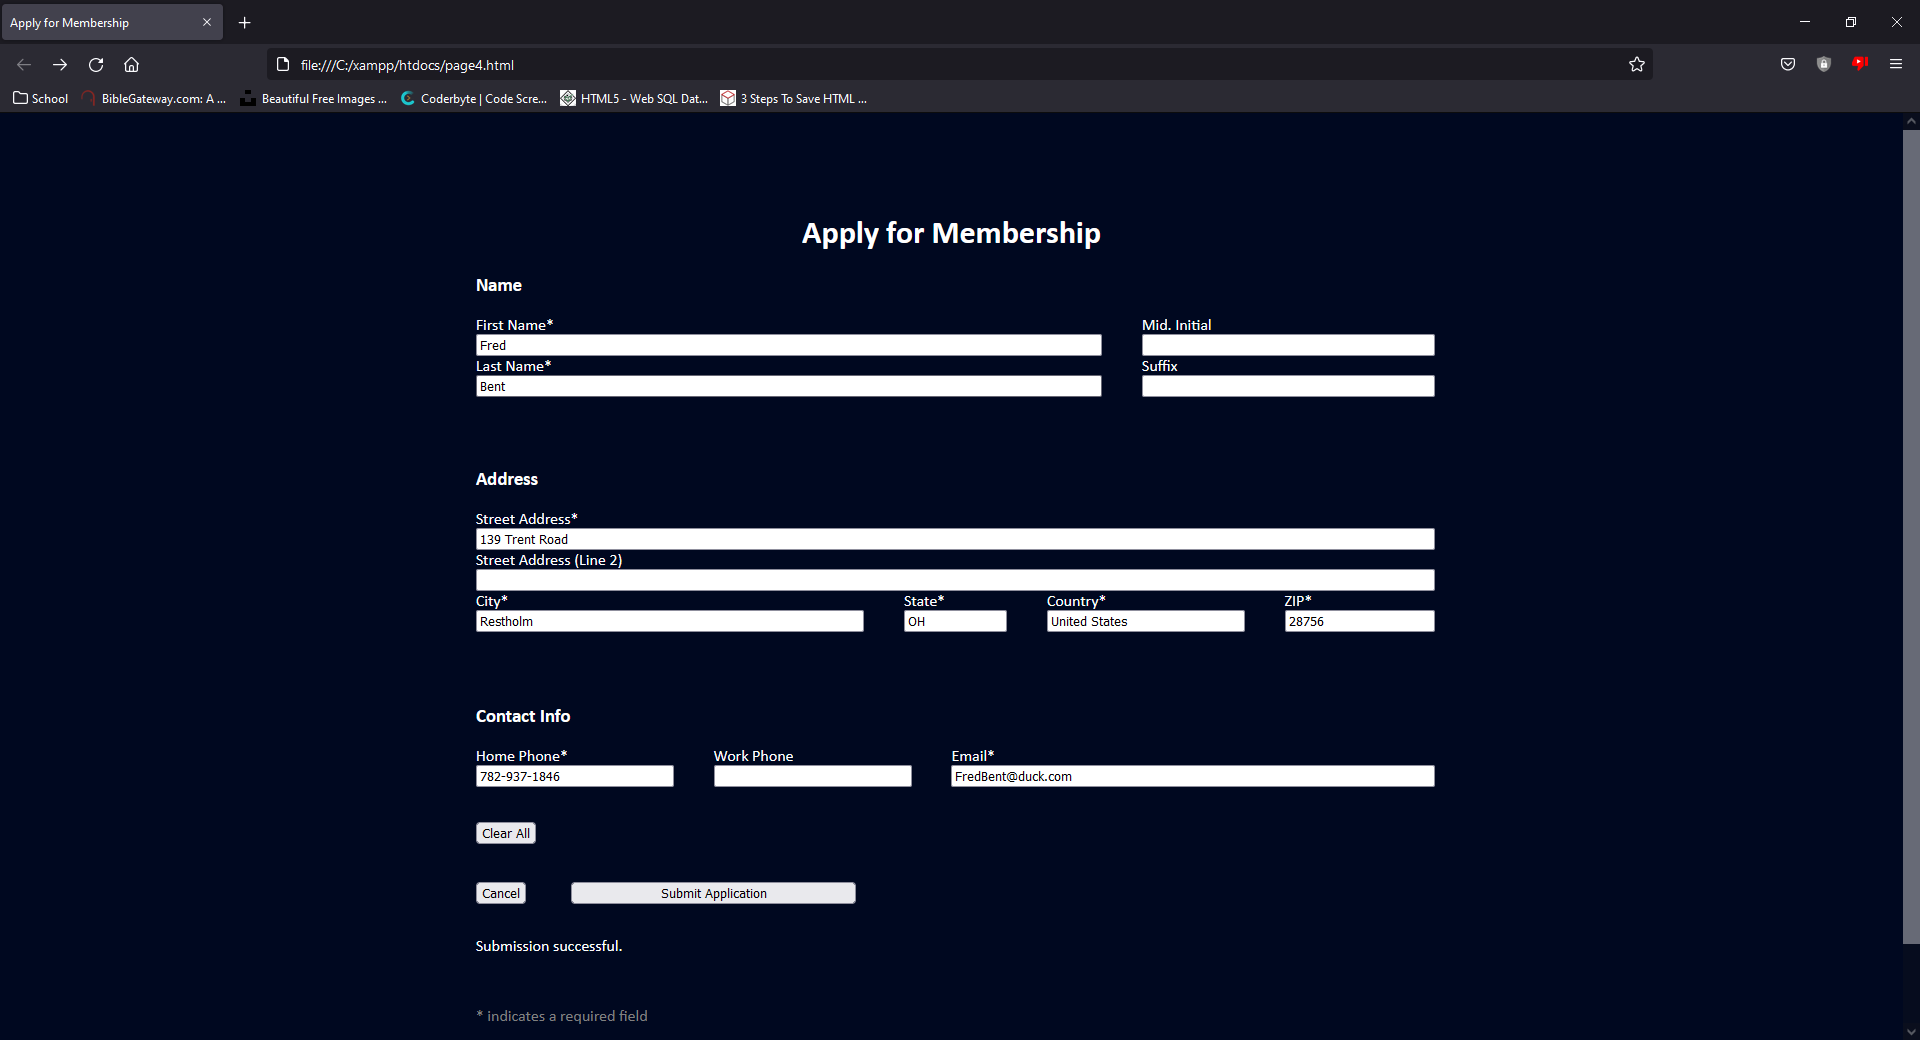 Apply for Membership
file:///C:/xampp/htdocs/page4.html
School BibleGateway.com: A ... Beautiful Free Images ... Coderbyte | Code Scre... HTML5 - Web SQL Dat... 3 Steps To Save HTML ...
Apply for Membership
Name
First Name* Mid. Initial
Fred
Last Name* Suffix
Bent
Address
Street Address*
139 Trent Road
Street Address (Line 2)
City* State* Country* ZIP*
Restholm OH United States 28756
Contact Info
Home Phone* Work Phone Email*
782-937-1846 FredBent@duck.com
Clear All
Cancel Submit Application
Submission successful.
* indicates a required field